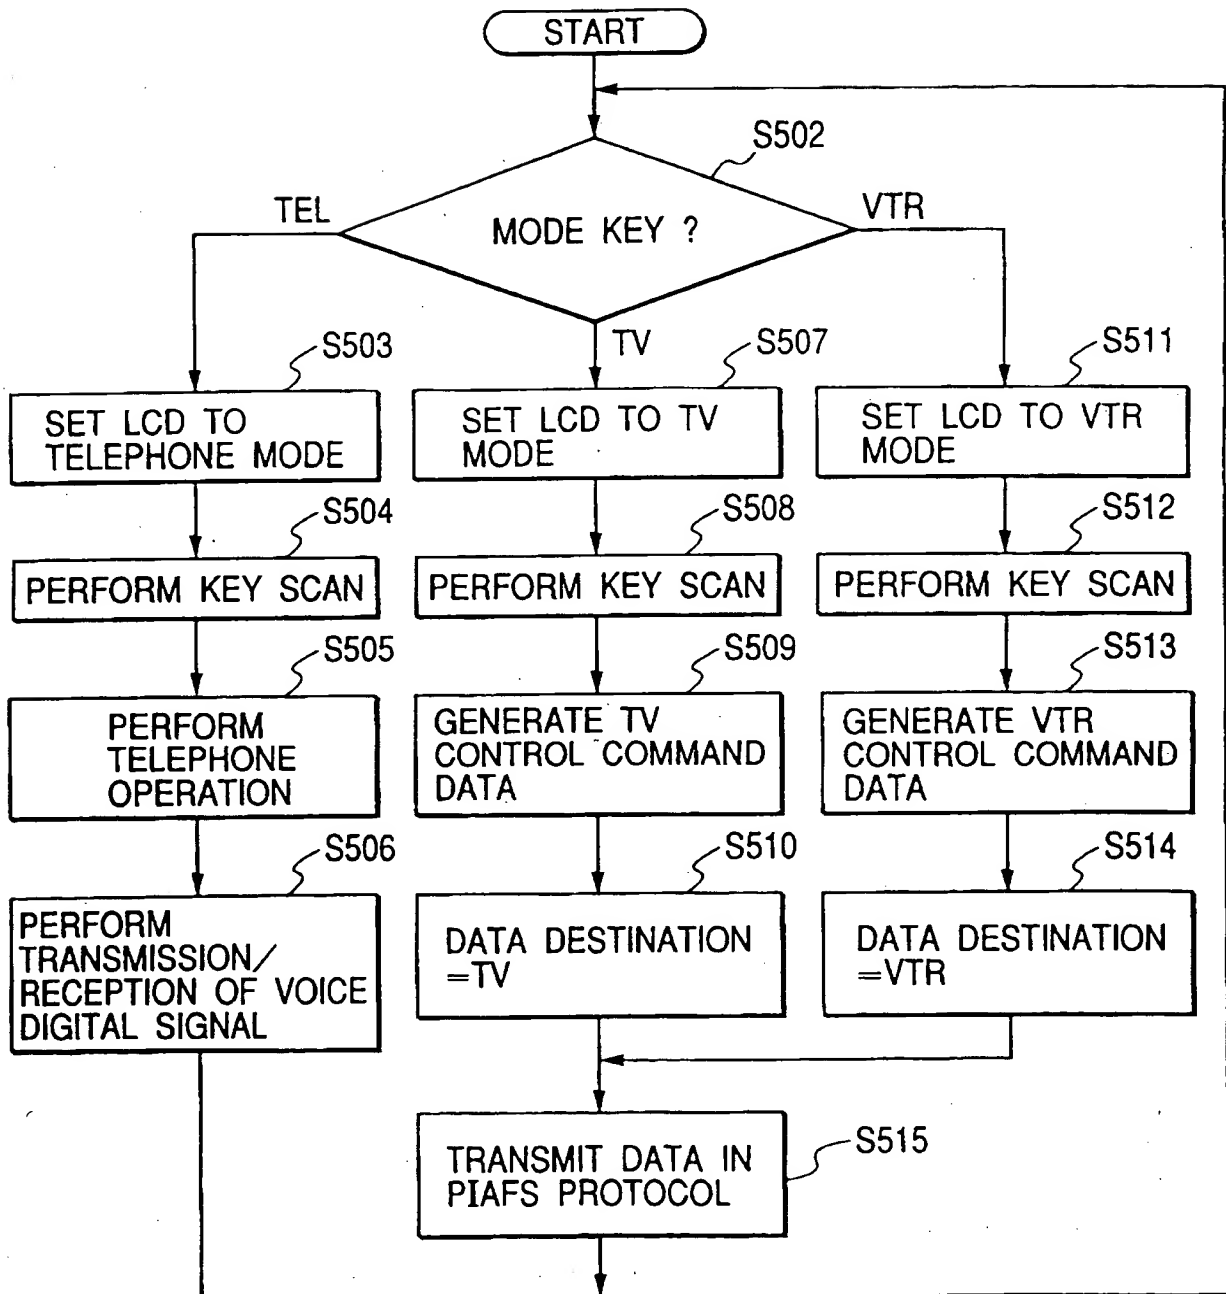 START
S502
MODE KEY ?
TEL
VTR
TV
S503
SET LCD TO
TELEPHONE MODE
S504
PERFORM KEY SCAN
S505
PERFORM
TELEPHONE
OPERATION
S506
PERFORM
TRANSMISSION/
RECEPTION OF VOICE
DIGITAL SIGNAL
S507
SET LCD TO TV
MODE
S508
PERFORM KEY SCAN
S509
GENERATE TV
CONTROL COMMAND
DATA
S510
DATA DESTINATION
=TV
S511
SET LCD TO VTR
MODE
S512
PERFORM KEY SCAN
S513
GENERATE VTR
CONTROL COMMAND
DATA
S514
DATA DESTINATION
=VTR
S515
TRANSMIT DATA IN
PIAFS PROTOCOL